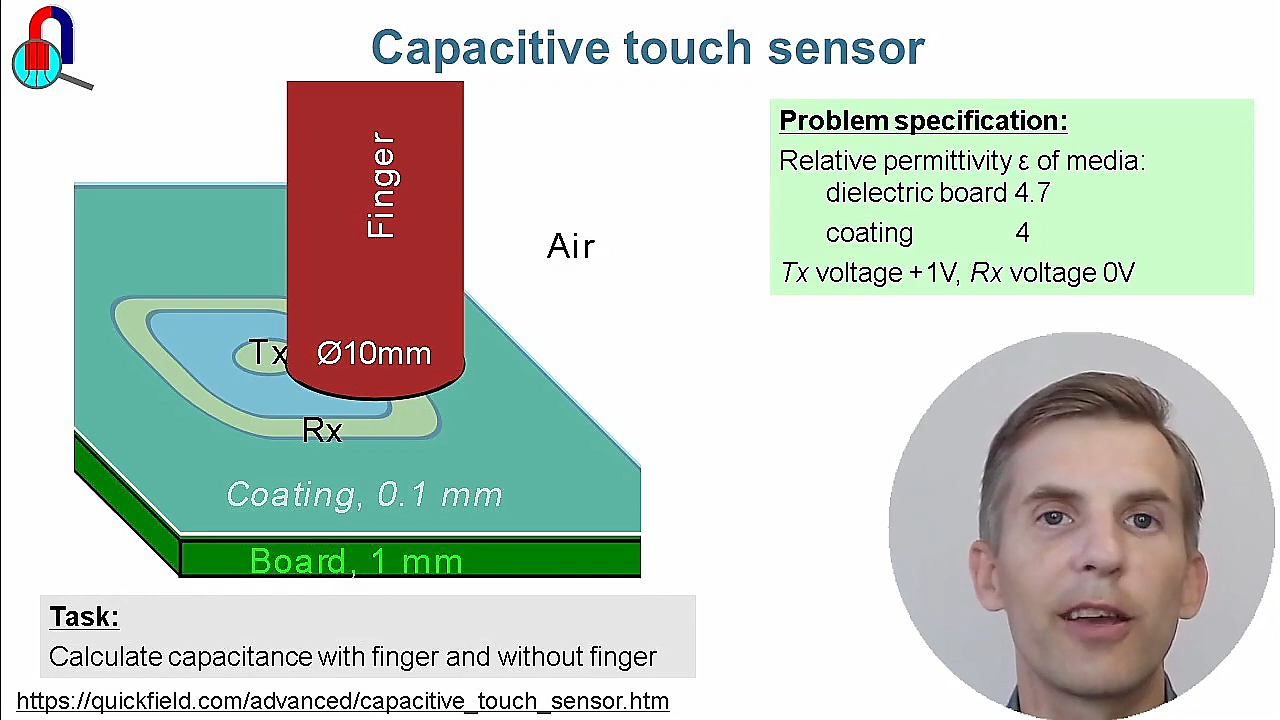 Capacitive touch sensor
Finger
Air
Tx
Ø10mm
Rx
Coating, 0.1 mm
Board, 1 mm
Problem specification:
Relative permittivity ε of media:
dielectric board 4.7
coating 4
Tx voltage +1V, Rx voltage 0V
Task:
Calculate capacitance with finger and without finger
https://quickfield.com/advanced/capacitive_touch_sensor.htm